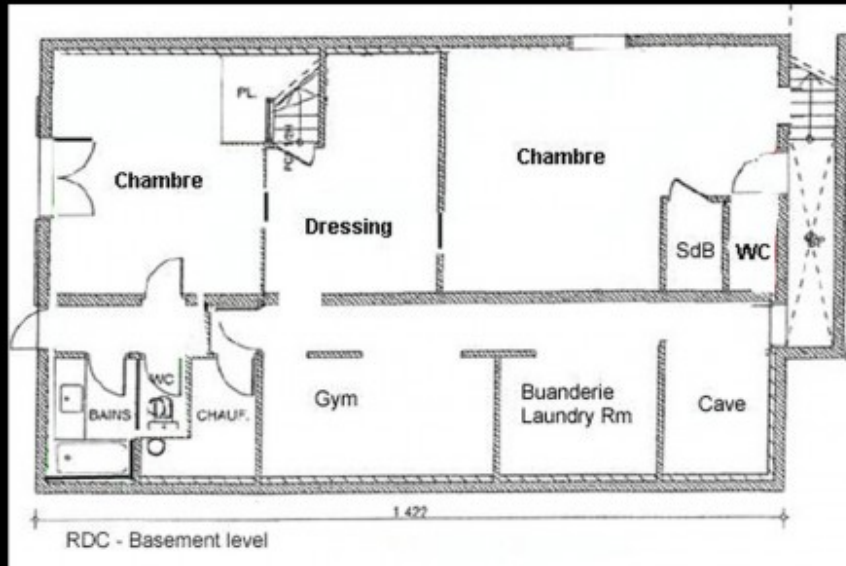 PL.
Chambre
Chambre
Dressing
SdB
WC
WC
BAINS
CHAUF.
Gym
Buanderie
Laundry Rm
Cave
1 422
RDC - Basement level